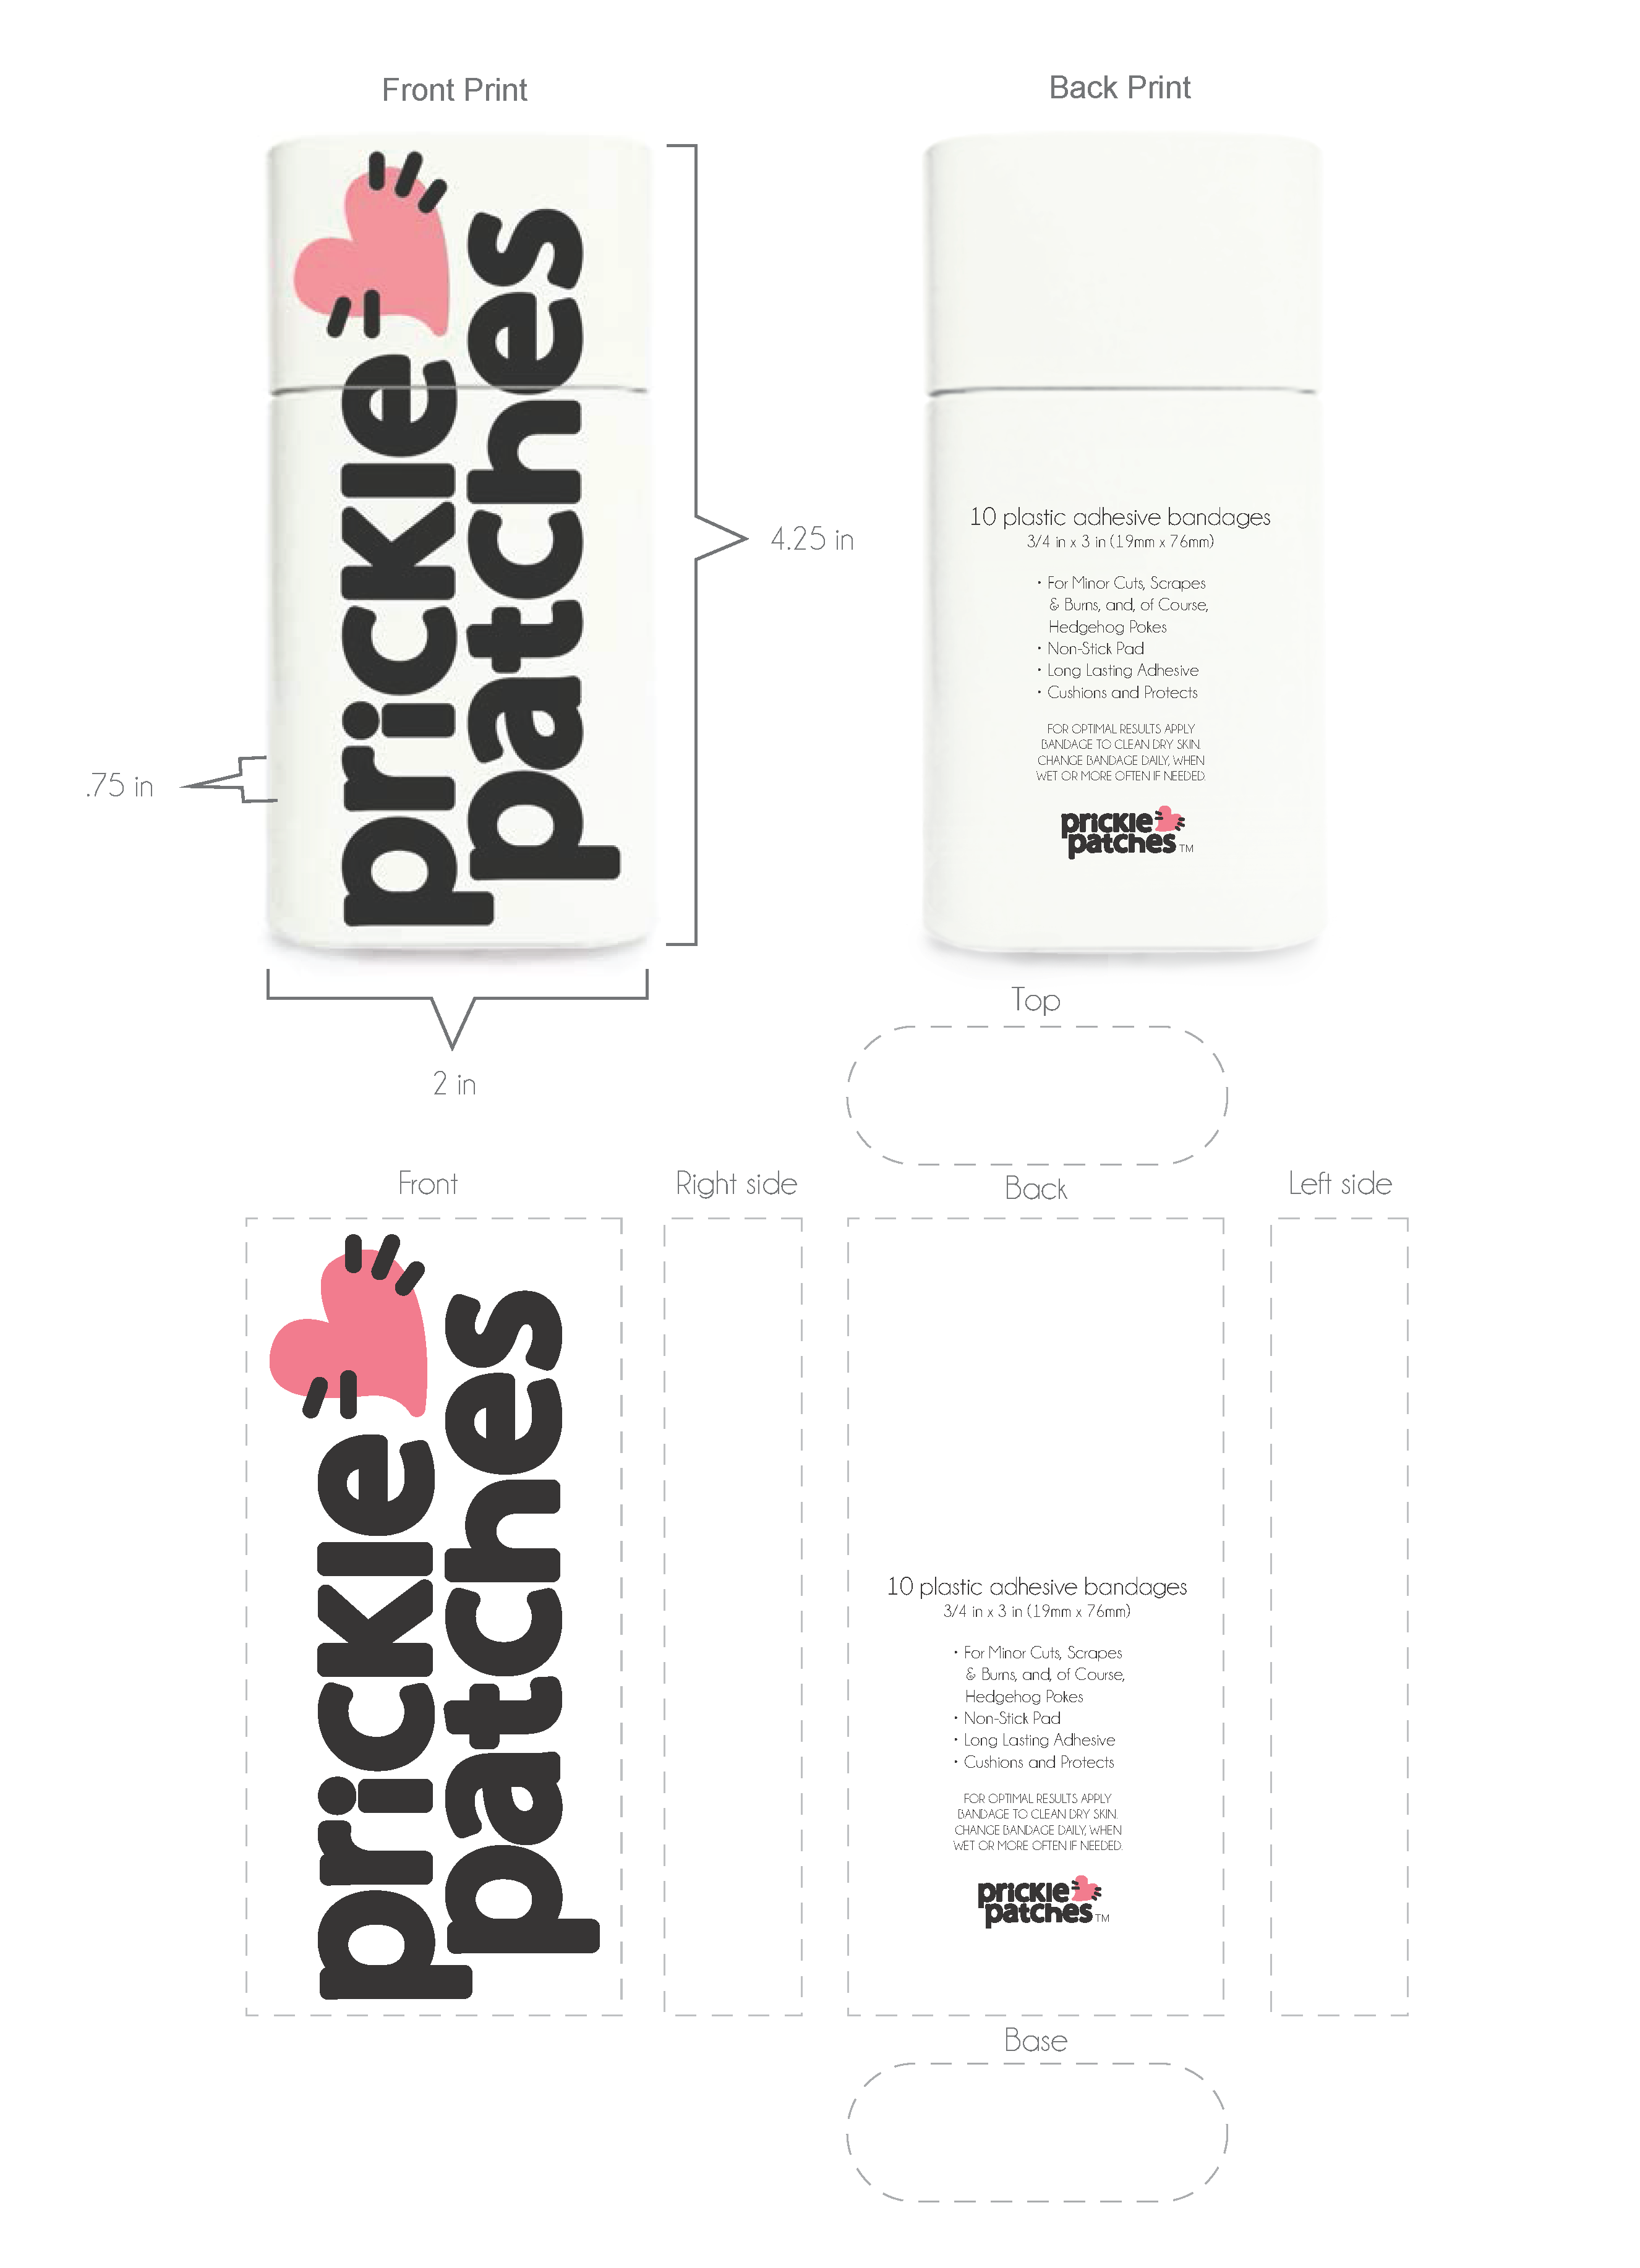 Front Print
Back Print
prickle
patches
4.25 in
.75 in
2 in
10 plastic adhesive bandages
3/4 in x 3 in (19mm x 76mm)
• For Minor Cuts, Scrapes
& Burns, and, of Course,
Hedgehog Pokes
• Non-Stick Pad
• Long Lasting Adhesive
• Cushions and Protects
FOR OPTIMAL RESULTS APPLY
BANDAGE TO CLEAN DRY SKIN.
CHANGE BANDAGE DAILY, WHEN
WET OR MORE OFTEN IF NEEDED.
prickle
patches TM
Top
Front
Right side
Back
Left side
prickle
patches
10 plastic adhesive bandages
3/4 in x 3 in (19mm x 76mm)
• For Minor Cuts, Scrapes
& Burns, and, of Course,
Hedgehog Pokes
• Non-Stick Pad
• Long Lasting Adhesive
• Cushions and Protects
FOR OPTIMAL RESULTS APPLY
BANDAGE TO CLEAN DRY SKIN.
CHANGE BANDAGE DAILY, WHEN
WET OR MORE OFTEN IF NEEDED.
prickle
patches TM
Base